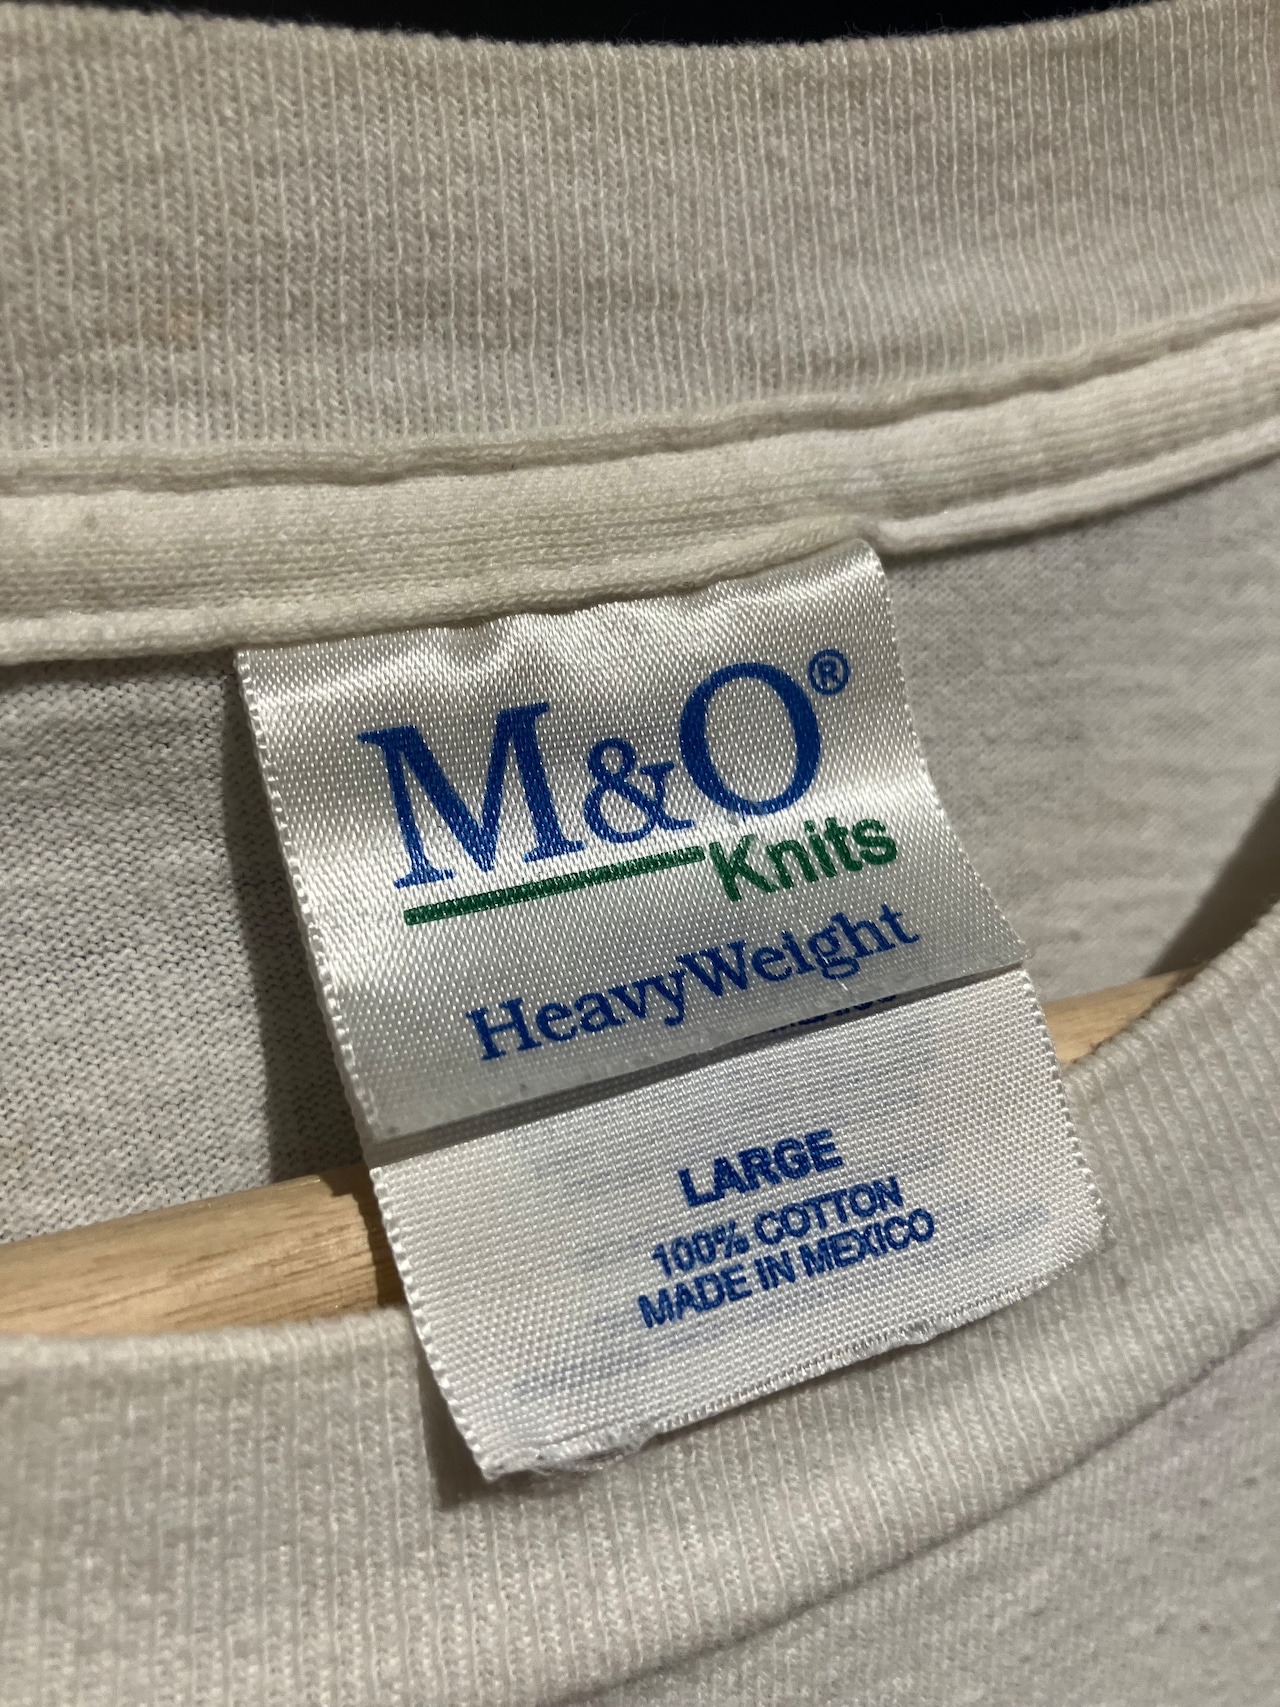 M&O®
Knits
HeavyWeight
LARGE
100% COTTON
MADE IN MEXICO